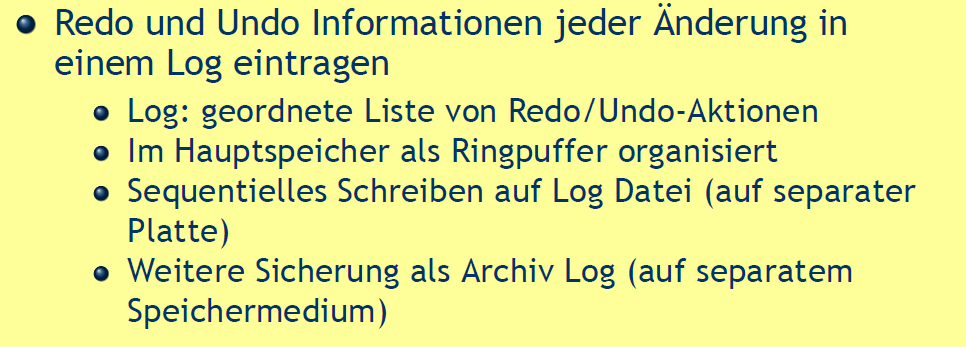 Redo und Undo Informationen jeder Änderung in
einem Log eintragen
Log: geordnete Liste von Redo/Undo-Aktionen
Im Hauptspeicher als Ringpuffer organisiert
Sequentielles Schreiben auf Log Datei (auf separater
Platte)
Weitere Sicherung als Archiv Log (auf separatem
Speichermedium)